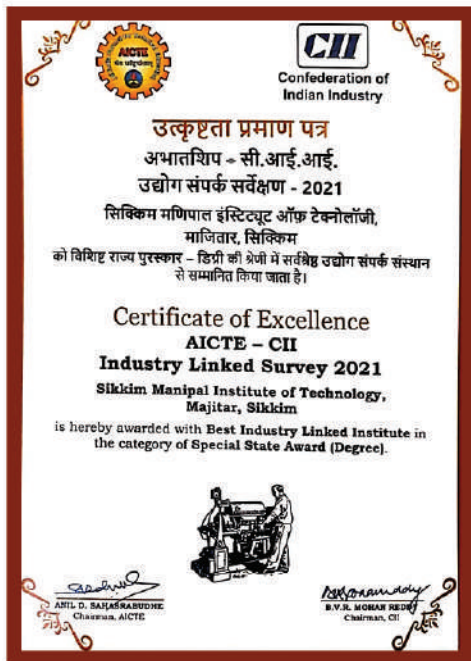 AICTE
CII
Confederation of
Indian Industry
उत्कृष्टता प्रमाण पत्र
अभातशिप - सी.आई.आई.
उद्योग संपर्क सर्वेक्षण - 2021
सिक्किम मणिपाल इंस्टिट्यूट ऑफ़ टेक्नोलॉजी,
माजितार, सिक्किम
को विशिष्ट राज्य पुरस्कार – डिग्री की श्रेणी में सर्वश्रेष्ठ उद्योग संपर्क संस्थान
से सम्मानित किया जाता है।
Certificate of Excellence
AICTE – CII
Industry Linked Survey 2021
Sikkim Manipal Institute of Technology,
Majitar, Sikkim
is hereby awarded with Best Industry Linked Institute in
the category of Special State Award (Degree).
ANIL D. SAHASRABUDHE
Chairman, AICTE
B.V.R. MOHAN REDDY
Chairman, CII